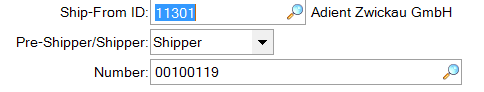 Ship-From ID: 11301 Adient Zwickau GmbH
Pre-Shipper/Shipper: Shipper
Number: 00100119